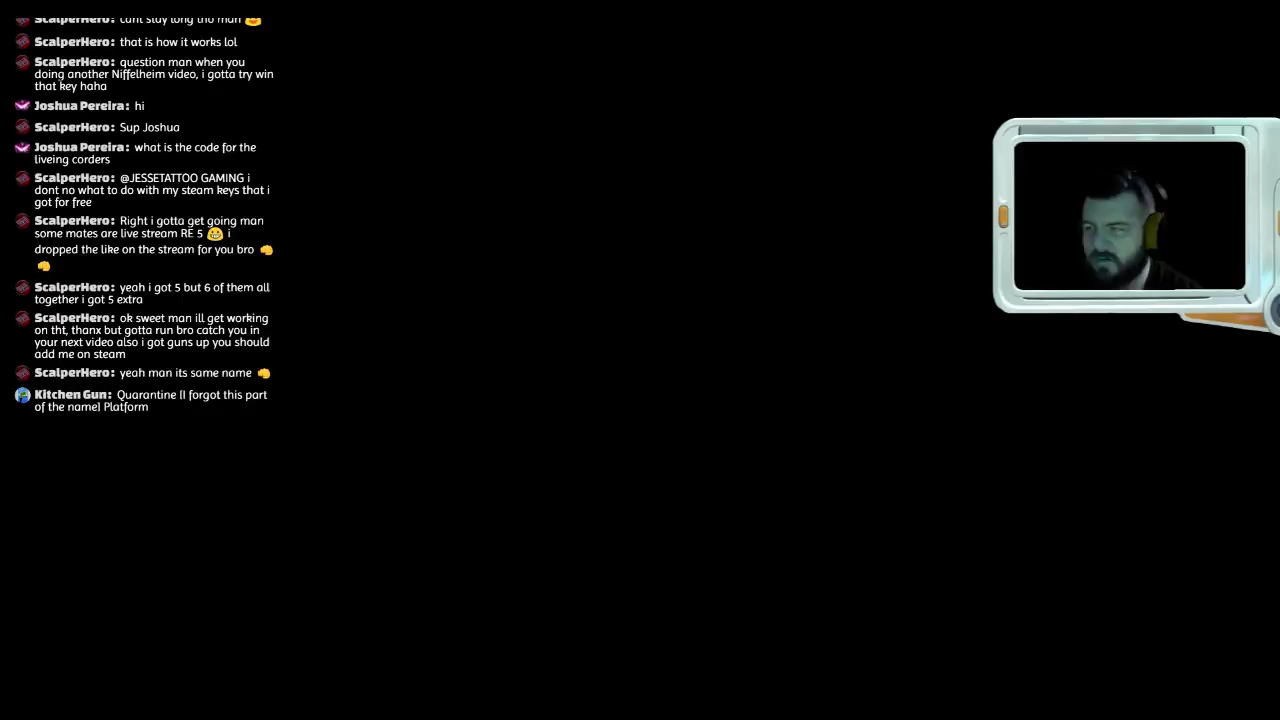 ScalperHero: cant stay long tho man
ScalperHero: that is how it works lol
ScalperHero: question man when you
doing another Niffelheim video, i gotta try win
that key haha
Joshua Pereira: hi
ScalperHero: Sup Joshua
Joshua Pereira: what is the code for the
liveing corders
ScalperHero: @JESSETATTOO GAMING i
dont no what to do with my steam keys that i
got for free
ScalperHero: Right i gotta get going man
some mates are live stream RE 5 😀 i
dropped the like on the stream for you bro 👊
👊
ScalperHero: yeah i got 5 but 6 of them all
together i got 5 extra
ScalperHero: ok sweet man ill get working
on tht, thanx but gotta run bro catch you in
your next video also i got guns up you should
add me on steam
ScalperHero: yeah man its same name 👊
Kitchen Gun: Quarantine [I forgot this part
of the name] Platform